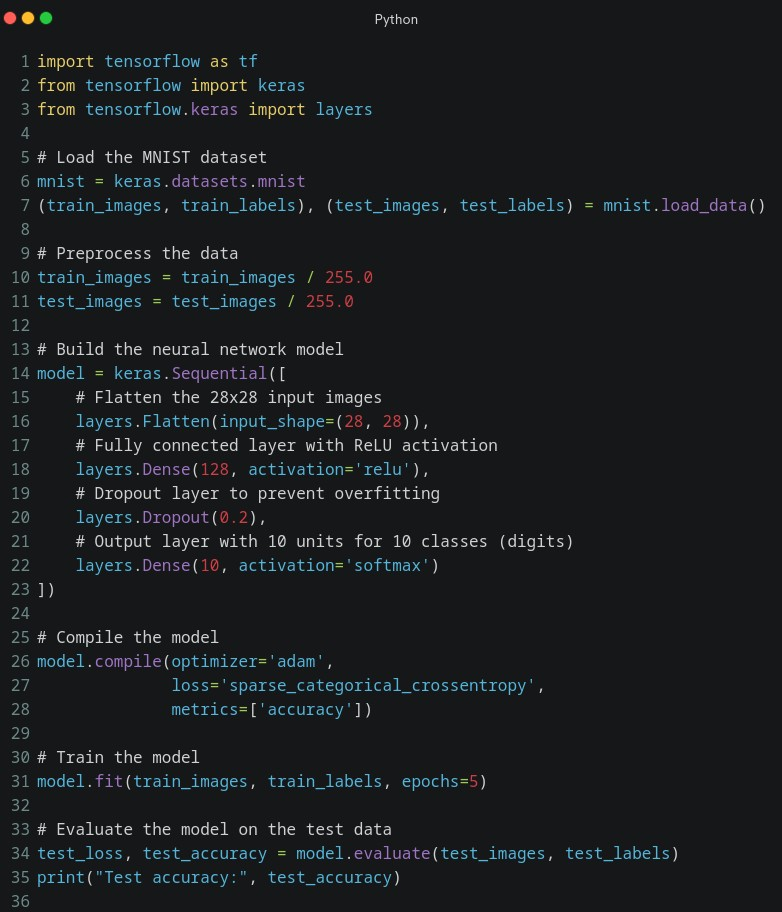 Python
1 import tensorflow as tf
2 from tensorflow import keras
3 from tensorflow.keras import layers
4
5 # Load the MNIST dataset
6 mnist = keras.datasets.mnist
7 (train_images, train_labels), (test_images, test_labels) = mnist.load_data()
8
9 # Preprocess the data
10 train_images = train_images / 255.0
11 test_images = test_images / 255.0
12
13 # Build the neural network model
14 model = keras.Sequential([
15     # Flatten the 28x28 input images
16     layers.Flatten(input_shape=(28, 28)),
17     # Fully connected layer with ReLU activation
18     layers.Dense(128, activation='relu'),
19     # Dropout layer to prevent overfitting
20     layers.Dropout(0.2),
21     # Output layer with 10 units for 10 classes (digits)
22     layers.Dense(10, activation='softmax')
23 ])
24
25 # Compile the model
26 model.compile(optimizer='adam',
27               loss='sparse_categorical_crossentropy',
28               metrics=['accuracy'])
29
30 # Train the model
31 model.fit(train_images, train_labels, epochs=5)
32
33 # Evaluate the model on the test data
34 test_loss, test_accuracy = model.evaluate(test_images, test_labels)
35 print("Test accuracy:", test_accuracy)
36